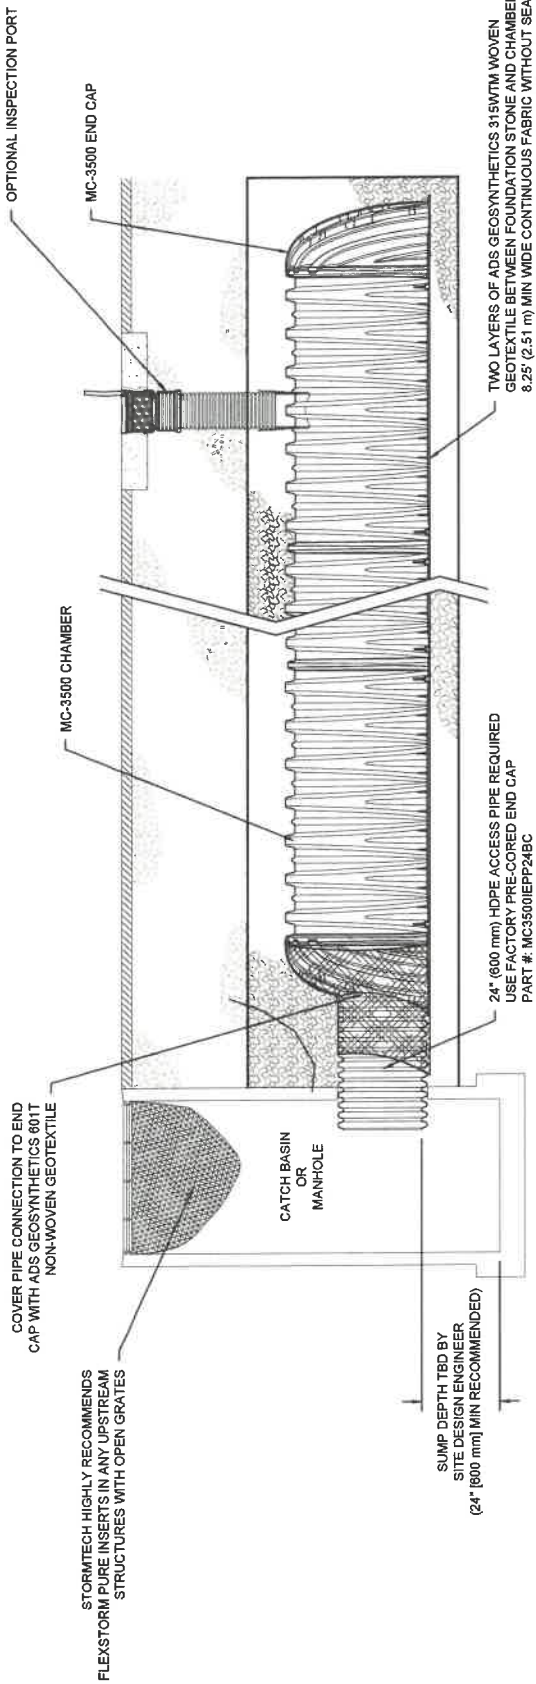 STORMTECH HIGHLY RECOMMENDS
FLEXSTORM PURE INSERTS IN ANY UPSTREAM
STRUCTURES WITH OPEN GRATES
COVER PIPE CONNECTION TO END
CAP WITH ADS GEOSYNTHETICS 601T
NON-WOVEN GEOTEXTILE
MC-3500 CHAMBER
OPTIONAL INSPECTION PORT
MC-3500 END CAP
CATCH BASIN
OR
MANHOLE
SUMP DEPTH TBD BY
SITE DESIGN ENGINEER
(24" [600 mm] MIN RECOMMENDED)
24" (600 mm) HDPE ACCESS PIPE REQUIRED
USE FACTORY PRE-CORED END CAP
PART #: MC3500IEPP24BC
TWO LAYERS OF ADS GEOSYNTHETICS 315WTM WOVEN
GEOTEXTILE BETWEEN FOUNDATION STONE AND CHAMBER
8.25' (2.51 m) MIN WIDE CONTINUOUS FABRIC WITHOUT SEA